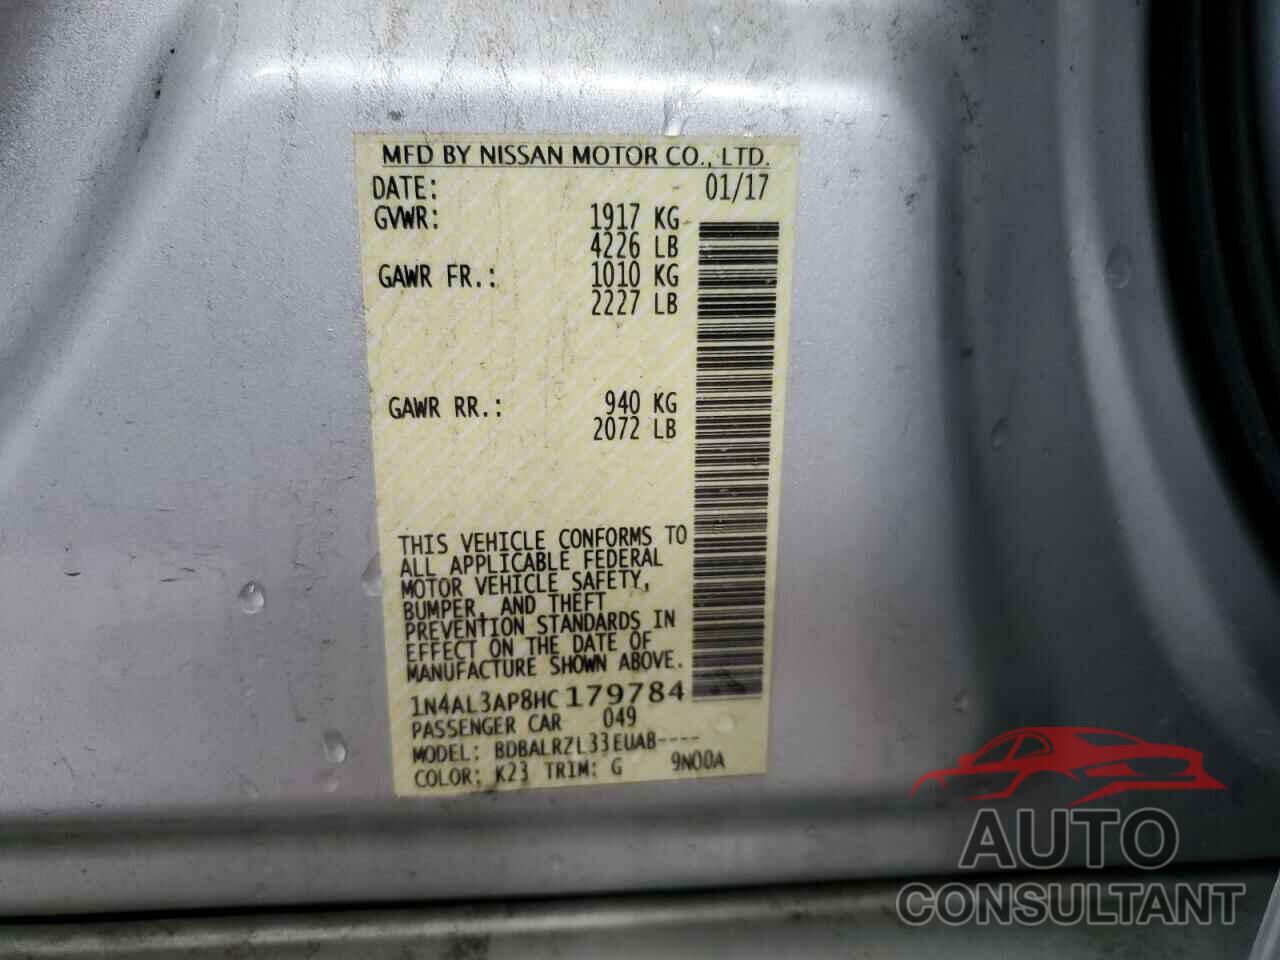 MFD BY NISSAN MOTOR CO., LTD.
DATE: 01/17
GVWR: 1917 KG
4226 LB
GAWR FR.: 1010 KG
2227 LB
GAWR RR.: 940 KG
2072 LB
THIS VEHICLE CONFORMS TO
ALL APPLICABLE FEDERAL
MOTOR VEHICLE SAFETY,
BUMPER, AND THEFT
PREVENTION STANDARDS IN
EFFECT ON THE DATE OF
MANUFACTURE SHOWN ABOVE.
1N4AL3AP8HC179784
PASSENGER CAR 049
MODEL: BDBALRZL33EUAB----
COLOR: K23 TRIM: G 9N00A
AUTO
CONSULTANT